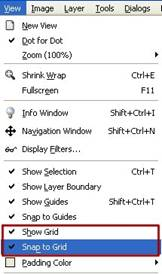 View Image Layer Tools Dialogs
New View
Dot for Dot
Zoom (100%)
Shrink Wrap Ctrl+E
Fullscreen F11
Info Window Shift+Ctrl+I
Navigation Window Shift+Ctrl+N
Display Filters...
Show Selection Ctrl+T
Show Layer Boundary
Show Guides Shift+Ctrl+T
Snap to Guides
Show Grid
Snap to Grid
Padding Color